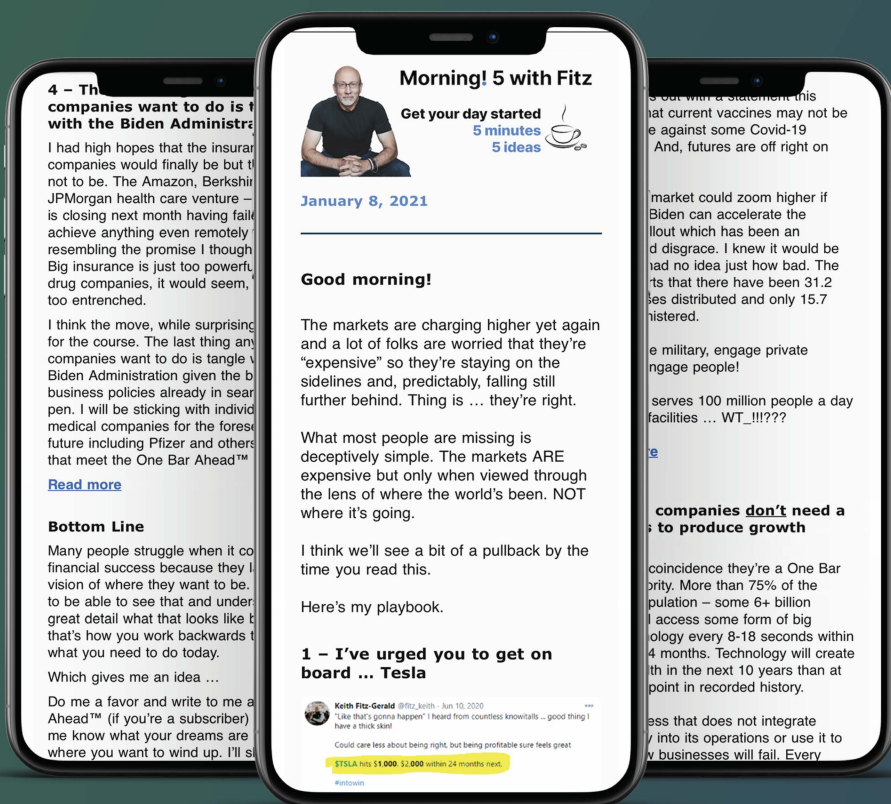 4 – Th
companies want to do is t
with the Biden Administra
I had high hopes that the insuran
companies would finally be but t
not to be. The Amazon, Berkshir
JPMorgan health care venture –
is closing next month having faile
achieve anything even remotely
resembling the promise I though
Big insurance is just too powerfu
drug companies, it would seem,
too entrenched.
I think the move, while surprising
for the course. The last thing any
companies want to do is tangle w
Biden Administration given the b
business policies already in sear
pen. I will be sticking with individ
medical companies for the forese
future including Pfizer and others
that meet the One Bar Ahead™
Read more
Bottom Line
Many people struggle when it co
financial success because they la
vision of where they want to be.
to be able to see that and under
great detail what that looks like b
that's how you work backwards t
what you need to do today.
Which gives me an idea …
Do me a favor and write to me a
Ahead™ (if you're a subscriber)
me know what your dreams are
where you want to wind up. I'll s
Morning! 5 with Fitz
Get your day started
5 minutes
5 ideas
January 8, 2021
Good morning!
The markets are charging higher yet again
and a lot of folks are worried that they're
“expensive” so they're staying on the
sidelines and, predictably, falling still
further behind. Thing is … they're right.
What most people are missing is
deceptively simple. The markets ARE
expensive but only when viewed through
the lens of where the world's been. NOT
where it's going.
I think we'll see a bit of a pullback by the
time you read this.
Here's my playbook.
1 – I've urged you to get on
board … Tesla
Keith Fitz-Gerald @fitz_keith · Jun 10, 2020
"Like that's gonna happen" I heard from countless knowitalls ... good thing I
have a thick skin!
Could care less about being right, but being profitable sure feels great
$TSLA hits $1,000, $2,000 within 24 months next.
#intowin
s out with a statement this
hat current vaccines may not be
e against some Covid-19
And, futures are off right on
market could zoom higher if
Biden can accelerate the
llout which has been an
d disgrace. I knew it would be
had no idea just how bad. The
rts that there have been 31.2
ses distributed and only 15.7
nistered.
e military, engage private
ngage people!
serves 100 million people a day
facilities … WT_!!!???
re
companies don't need a
s to produce growth
coincidence they're a One Bar
ority. More than 75% of the
pulation – some 6+ billion
l access some form of big
nology every 8-18 seconds within
4 months. Technology will create
lth in the next 10 years than at
point in recorded history.
ess that does not integrate
y into its operations or use it to
w businesses will fail. Every